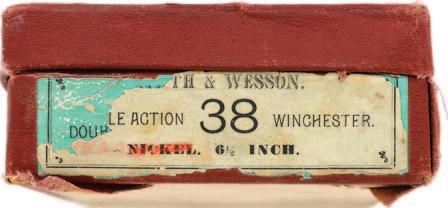 TH & WESSON.
DOUBLE ACTION 38 WINCHESTER.
NICKEL. 6½ INCH.